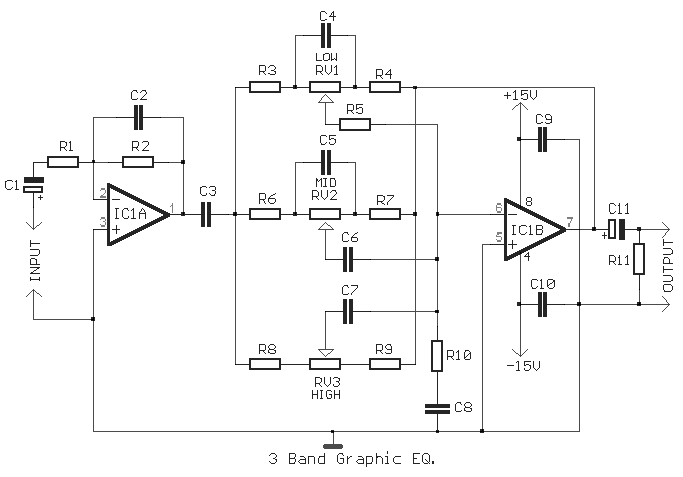 C4
LOW
R3 RV1 R4
C2 R5 +15V
C5 C9
R1 R2
MID
C1 + 2 − 1 C3 R6 RV2 R7 6 − 8 C11
IC1A IC1B 7
3 + 5 + +
INPUT C6 4 R11 OUTPUT
C7 C10
R8 R9 R10
−15V
RV3
HIGH C8
3 Band Graphic EQ.